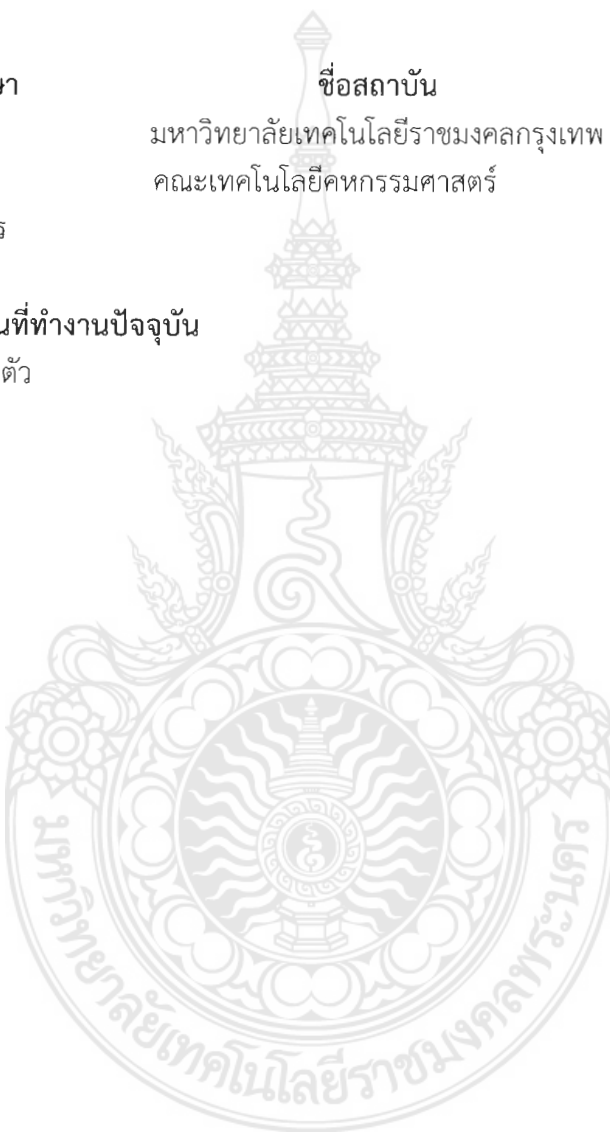 ษา ชื่อสถาบัน
มหาวิทยาลัยเทคโนโลยีราชมงคลกรุงเทพ
คณะเทคโนโลยีคหกรรมศาสตร์
ร
นที่ทำงานปัจจุบัน
ตัว
มหาวิทยาลัยเทคโนโลยีราชมงคลพระนคร